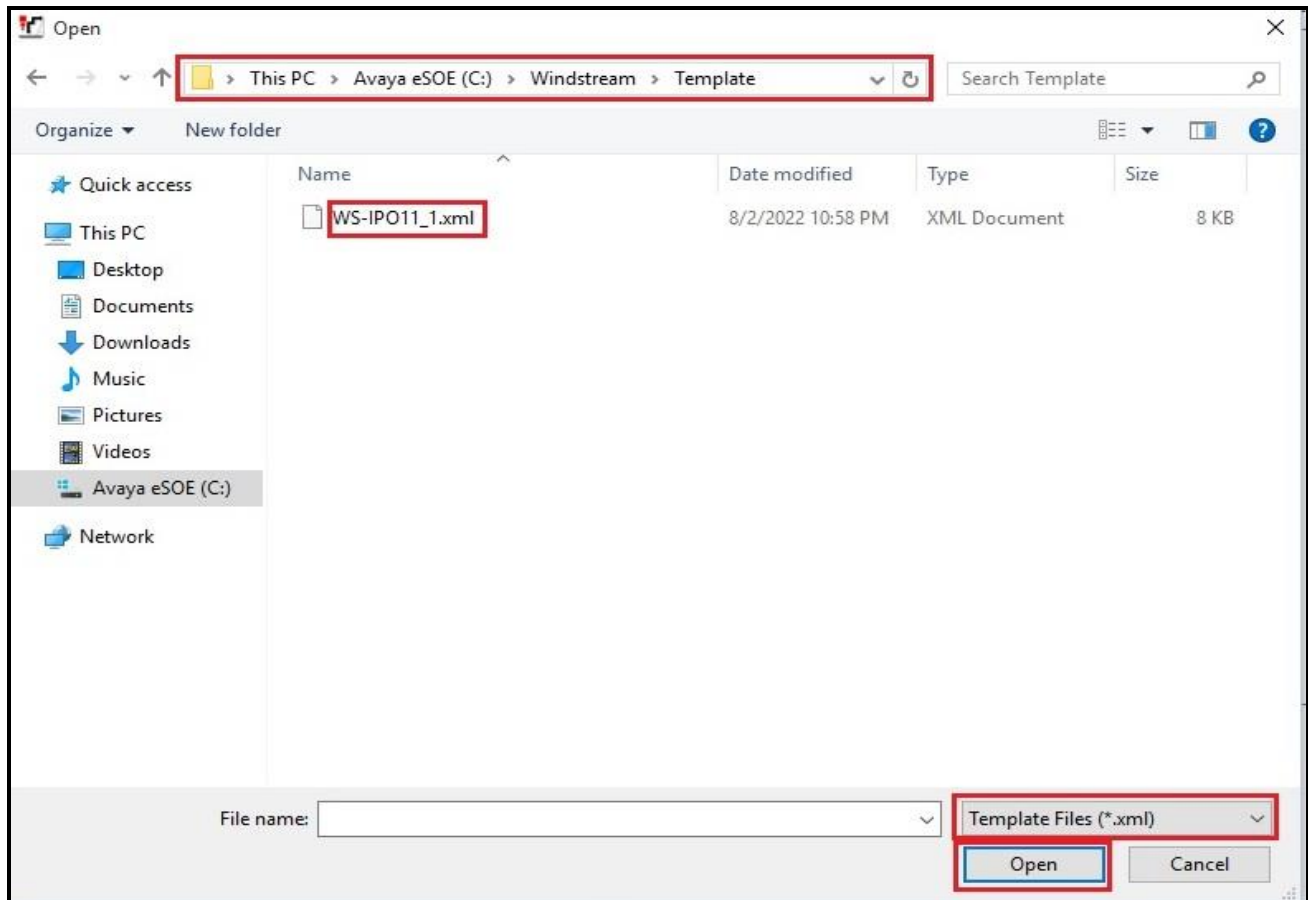 Open
This PC > Avaya eSOE (C:) > Windstream > Template
Search Template
Organize
New folder
Name
Date modified
Type
Size
WS-IPO11_1.xml
8/2/2022 10:58 PM
XML Document
8 KB
Quick access
This PC
Desktop
Documents
Downloads
Music
Pictures
Videos
Avaya eSOE (C:)
Network
File name:
Template Files (*.xml)
Open
Cancel